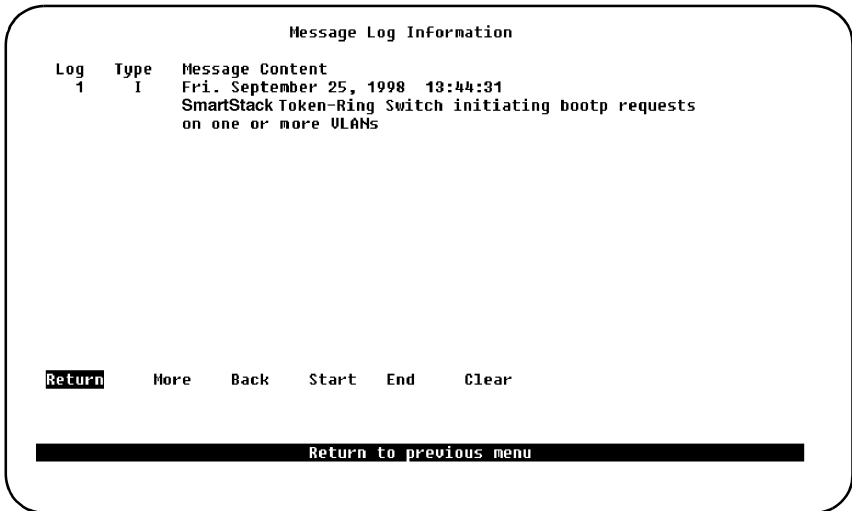 Message Log Information
Log Type Message Content
1 I Fri. September 25, 1998 13:44:31
SmartStack Token-Ring Switch initiating bootp requests
on one or more VLANs
Return More Back Start End Clear
Return to previous menu